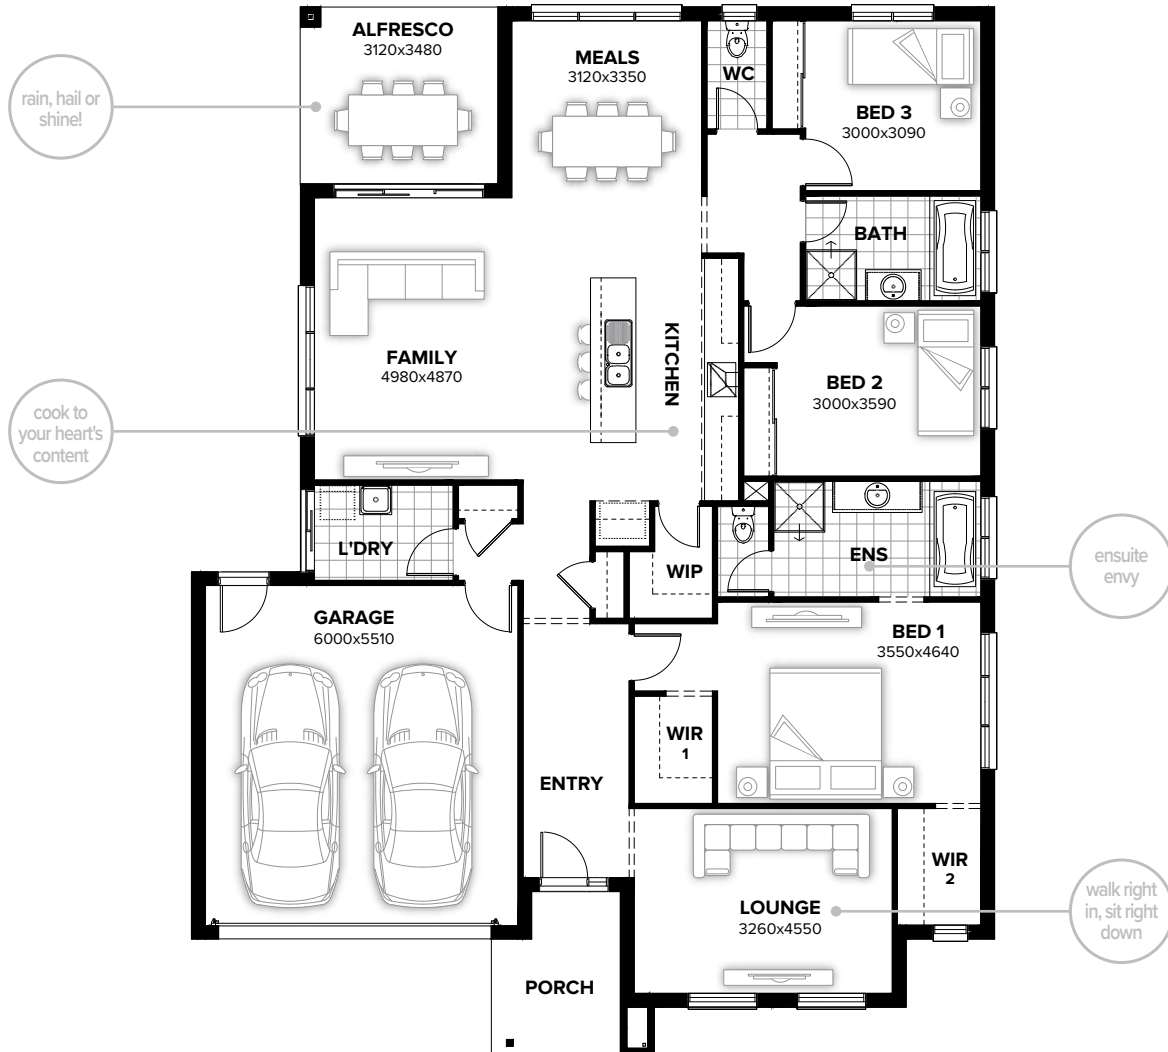 ALFRESCO
3120x3480
MEALS
3120x3350
WC
BED 3
3000x3090
rain, hail or
shine!
BATH
FAMILY
4980x4870
KITCHEN
BED 2
3000x3590
cook to
your heart's
content
L'DRY
WIP
ENS
ensuite
envy
GARAGE
6000x5510
BED 1
3550x4640
WIR
1
ENTRY
WIR
2
LOUNGE
3260x4550
walk right
in, sit right
down
PORCH